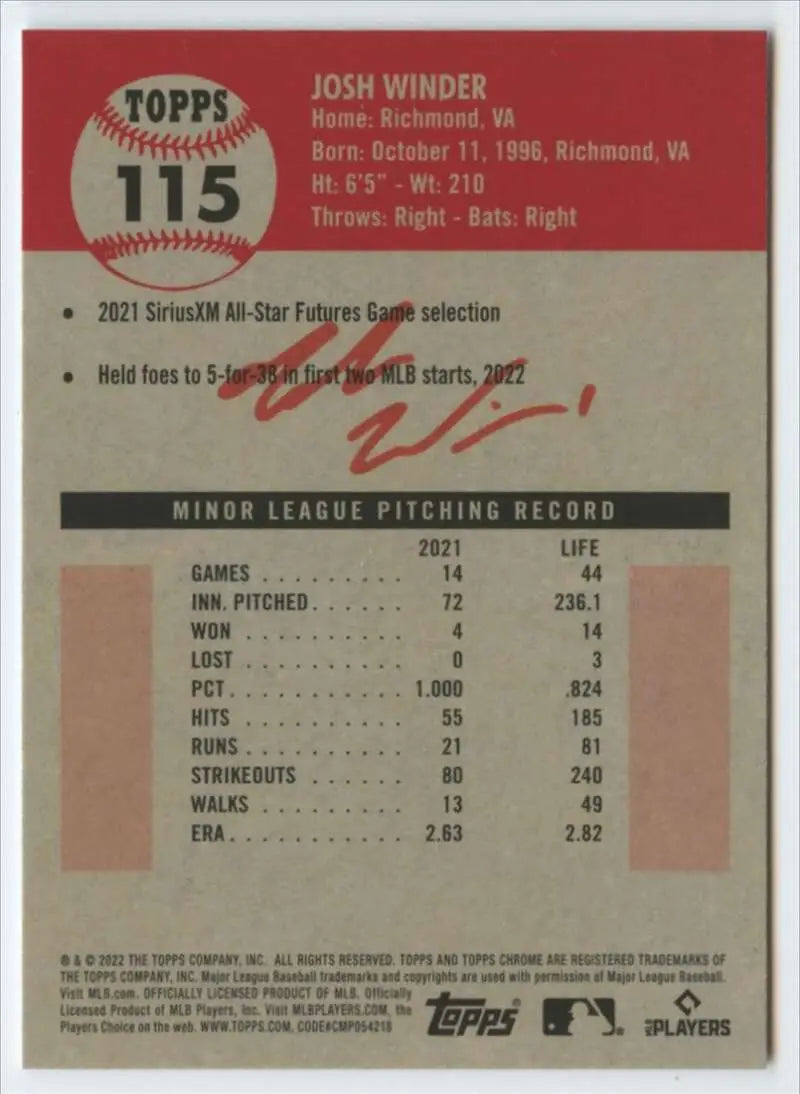 TOPPS
115
JOSH WINDER
Home: Richmond, VA
Born: October 11, 1996, Richmond, VA
Ht: 6'5" - Wt: 210
Throws: Right - Bats: Right
• 2021 SiriusXM All-Star Futures Game selection
• Held foes to 5-for-38 in first two MLB starts, 2022
MINOR LEAGUE PITCHING RECORD
2021 LIFE
GAMES . . . . . . . . . . 14 44
INN. PITCHED. . . . . . 72 236.1
WON . . . . . . . . . . . 4 14
LOST . . . . . . . . . . . 0 3
PCT. . . . . . . . . . . . 1.000 .824
HITS . . . . . . . . . . . 55 185
RUNS . . . . . . . . . . 21 81
STRIKEOUTS . . . . . . 80 240
WALKS . . . . . . . . . 13 49
ERA. . . . . . . . . . . . 2.63 2.82
® & © 2022 THE TOPPS COMPANY, INC. ALL RIGHTS RESERVED. TOPPS AND TOPPS CHROME ARE REGISTERED TRADEMARKS OF
THE TOPPS COMPANY, INC. Major League Baseball trademarks and copyrights are used with permission of Major League Baseball.
Visit MLB.com. OFFICIALLY LICENSED PRODUCT OF MLB. Officially
Licensed Product of MLB Players, Inc. Visit MLBPLAYERS.COM, the
Players Choice on the web. WWW.TOPPS.COM. CODE#CMP054218
topps®
MLB PLAYERS